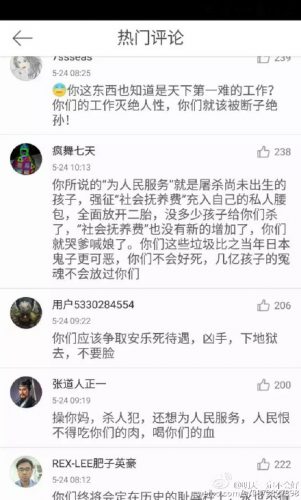 热门评论
7sseas
239
5-24 08:25
你这东西也知道是天下第一难的工作?
你们的工作灭绝人性,你们就该被断子绝
孙!
疯舞七天
238
5-24 10:13
你所说的“为人民服务”就是屠杀尚未出生的
孩子,强征“社会抚养费”充入自己的私人腰
包,全面放开二胎,没多少孩子给你们杀
了,“社会抚养费”也没有新的增加了,你们
就哭爹喊娘了。你们这些垃圾比之当年日本
鬼子更可恶,你们不会好死,几亿孩子的冤
魂不会放过你们
用户5330284554
206
5-24 09:22
你们应该争取安乐死待遇,凶手,下地狱
去,不要脸
张道人正一
200
5-24 09:19
操你妈,杀人犯,还想为人民服务,人民恨
不得吃你们的肉,喝你们的血
REX-LEE肥子英豪
5-24 08:12
你们终将会定在历史的耻辱柱上